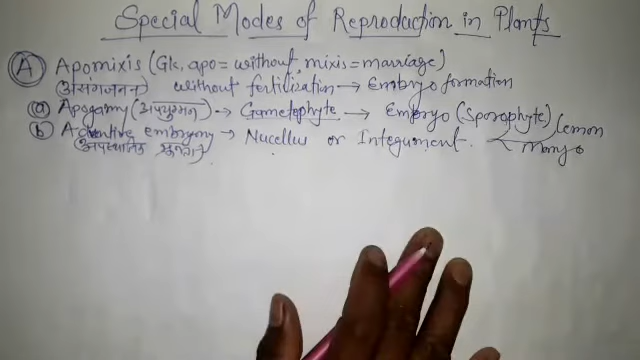 Special Modes of Reproduction in Plants
(A) Apomixis (Gk, apo = without, mixis = marriage)
(असंगजनन) without fertilization → Embryo formation
(a) Apogamy (अपयुग्मन) → Gametophyte → Embryo (Sporophyte)
(b) Adventive embryony → Nucellus or Integument. Lemon
Mango